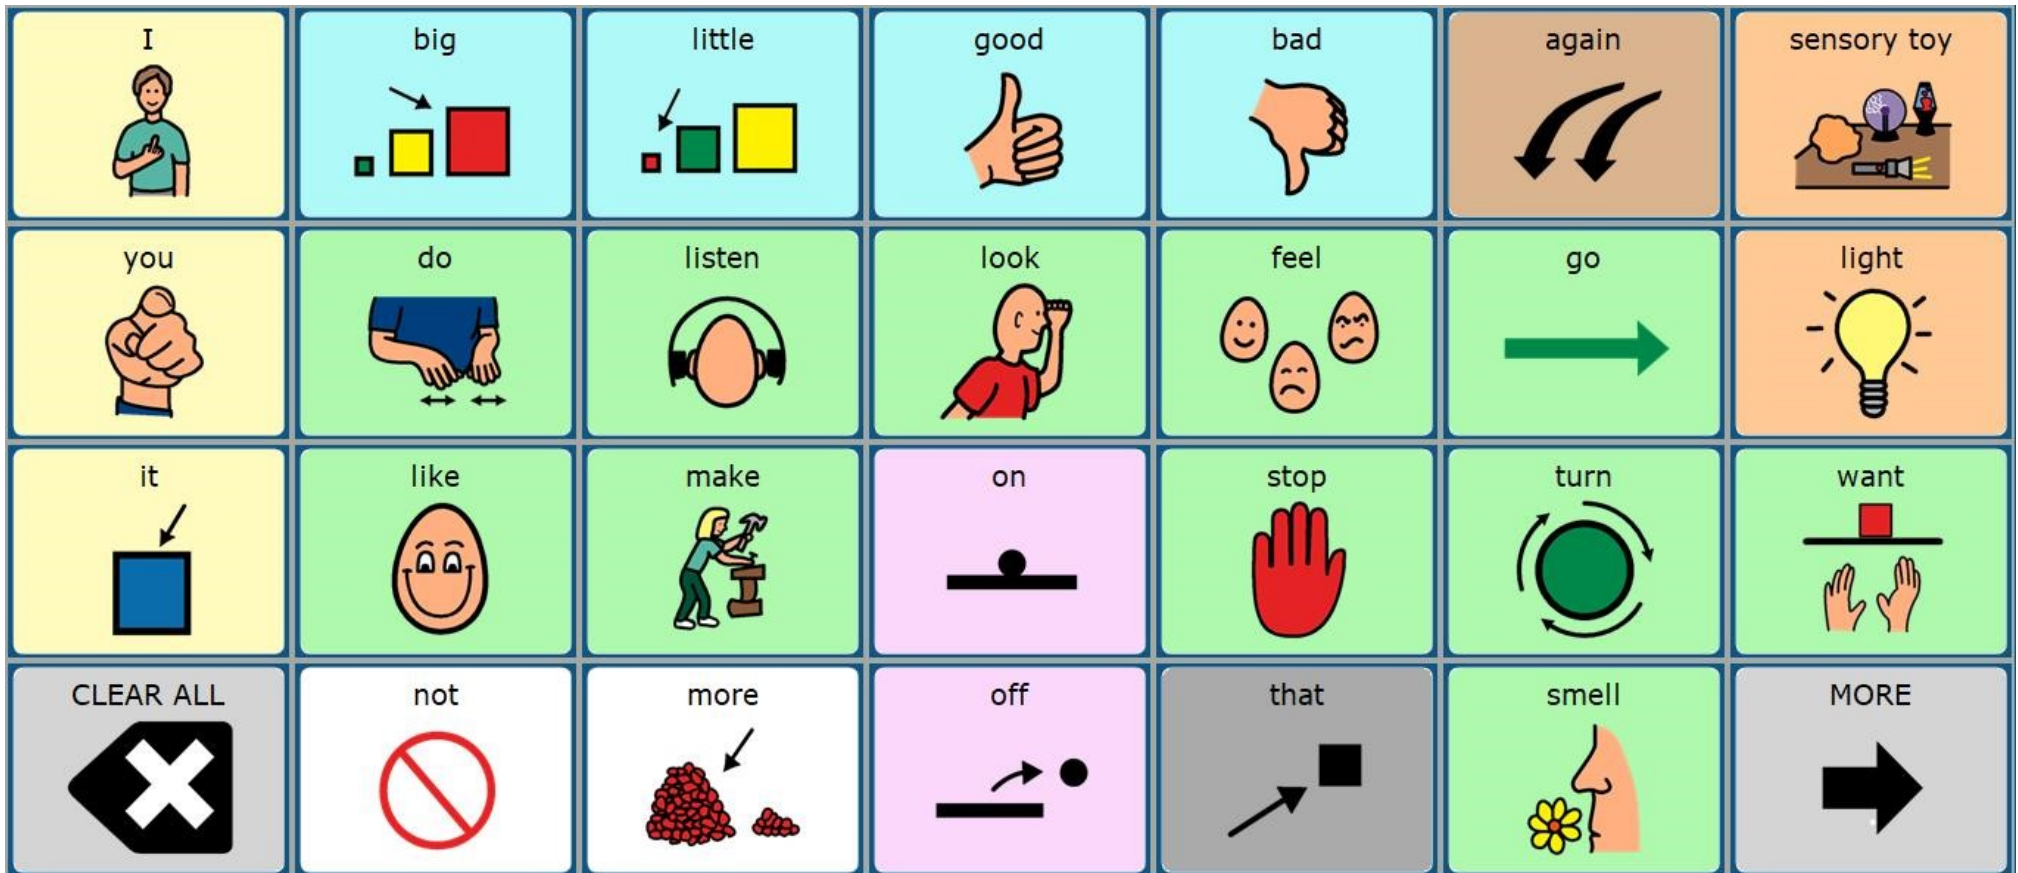 I
big
little
good
bad
again
sensory toy
you
do
listen
look
feel
go
light
it
like
make
on
stop
turn
want
CLEAR ALL
not
more
off
that
smell
MORE